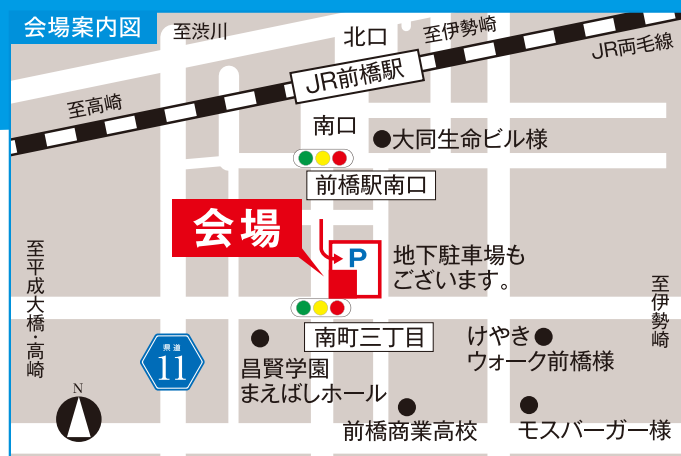 会場案内図
至渋川
北口
至伊勢崎
JR両毛線
JR前橋駅
至高崎
南口
大同生命ビル様
前橋駅南口
会場
P
地下駐車場も
ございます。
至平成大橋・高崎
至伊勢崎
南町三丁目
県道
11
昌賢学園
まえばしホール
けやき
ウォーク前橋様
N
前橋商業高校
モスバーガー様